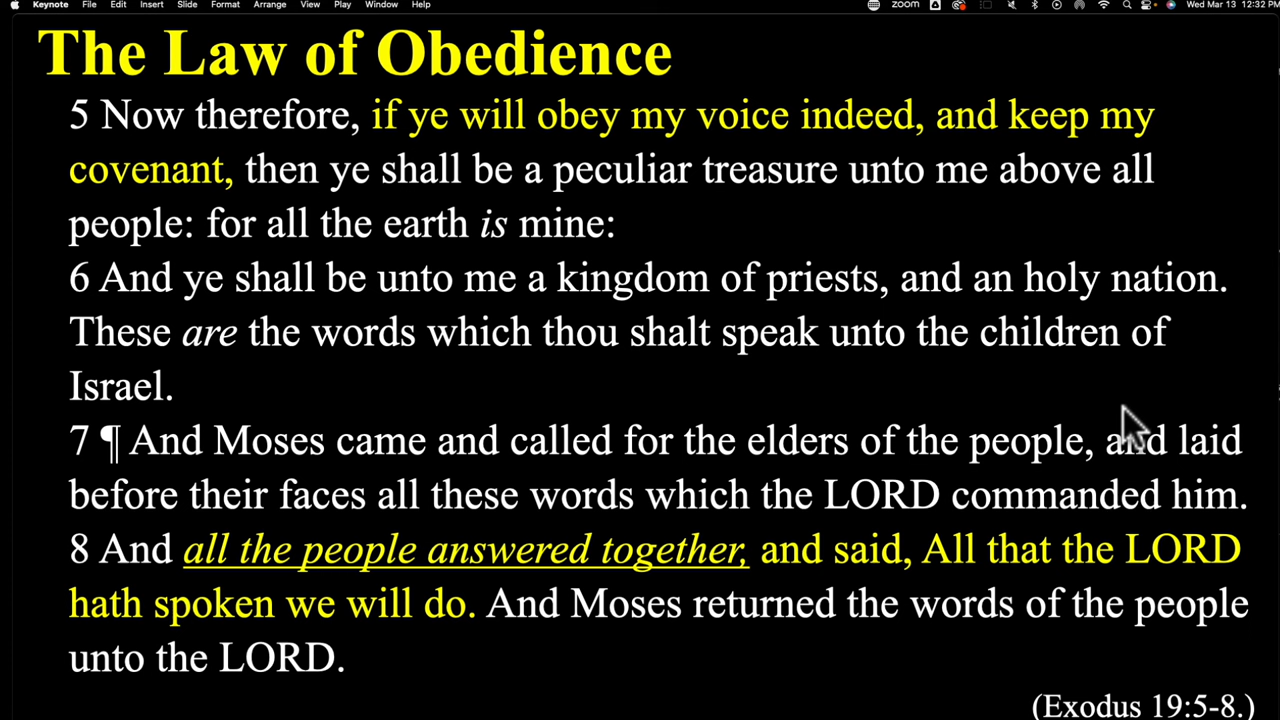 Keynote File Edit Insert Slide Format Arrange View Play Window Help zoom Wed Mar 13 12:32 PM
The Law of Obedience
5 Now therefore, if ye will obey my voice indeed, and keep my
covenant, then ye shall be a peculiar treasure unto me above all
people: for all the earth is mine:
6 And ye shall be unto me a kingdom of priests, and an holy nation.
These are the words which thou shalt speak unto the children of
Israel.
7 ¶ And Moses came and called for the elders of the people, and laid
before their faces all these words which the LORD commanded him.
8 And all the people answered together, and said, All that the LORD
hath spoken we will do. And Moses returned the words of the people
unto the LORD.
(Exodus 19:5-8.)